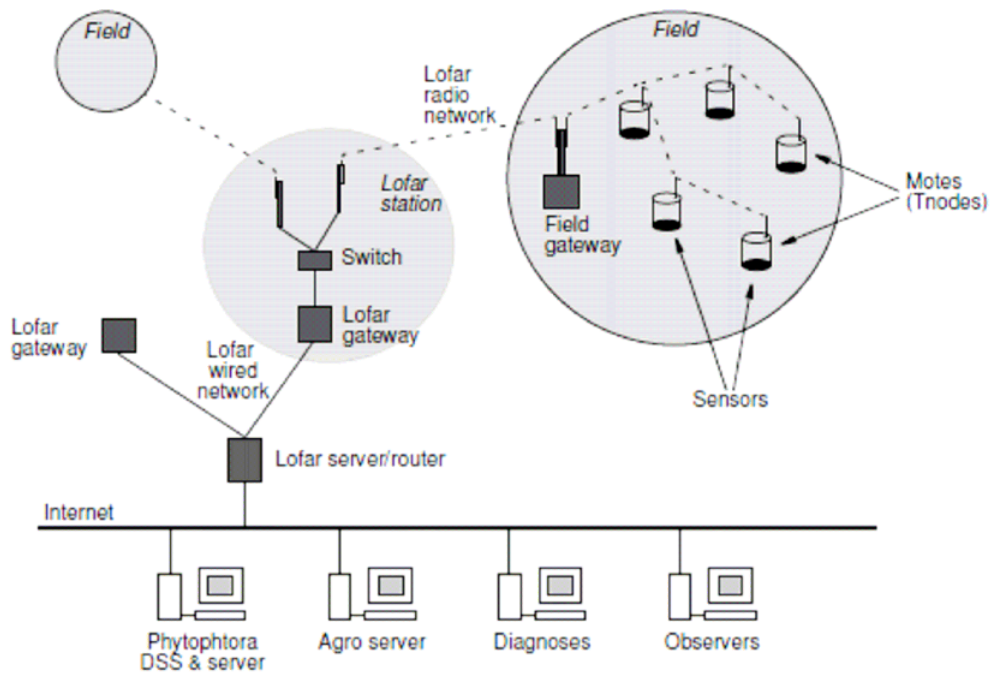 Field
Field
Lofar
radio
network
Lofar
station
Motes
(Tnodes)
Field
gateway
Switch
Lofar
gateway
Lofar
gateway
Lofar
wired
network
Sensors
Lofar server/router
Internet
Phytophtora
DSS & server
Agro server
Diagnoses
Observers